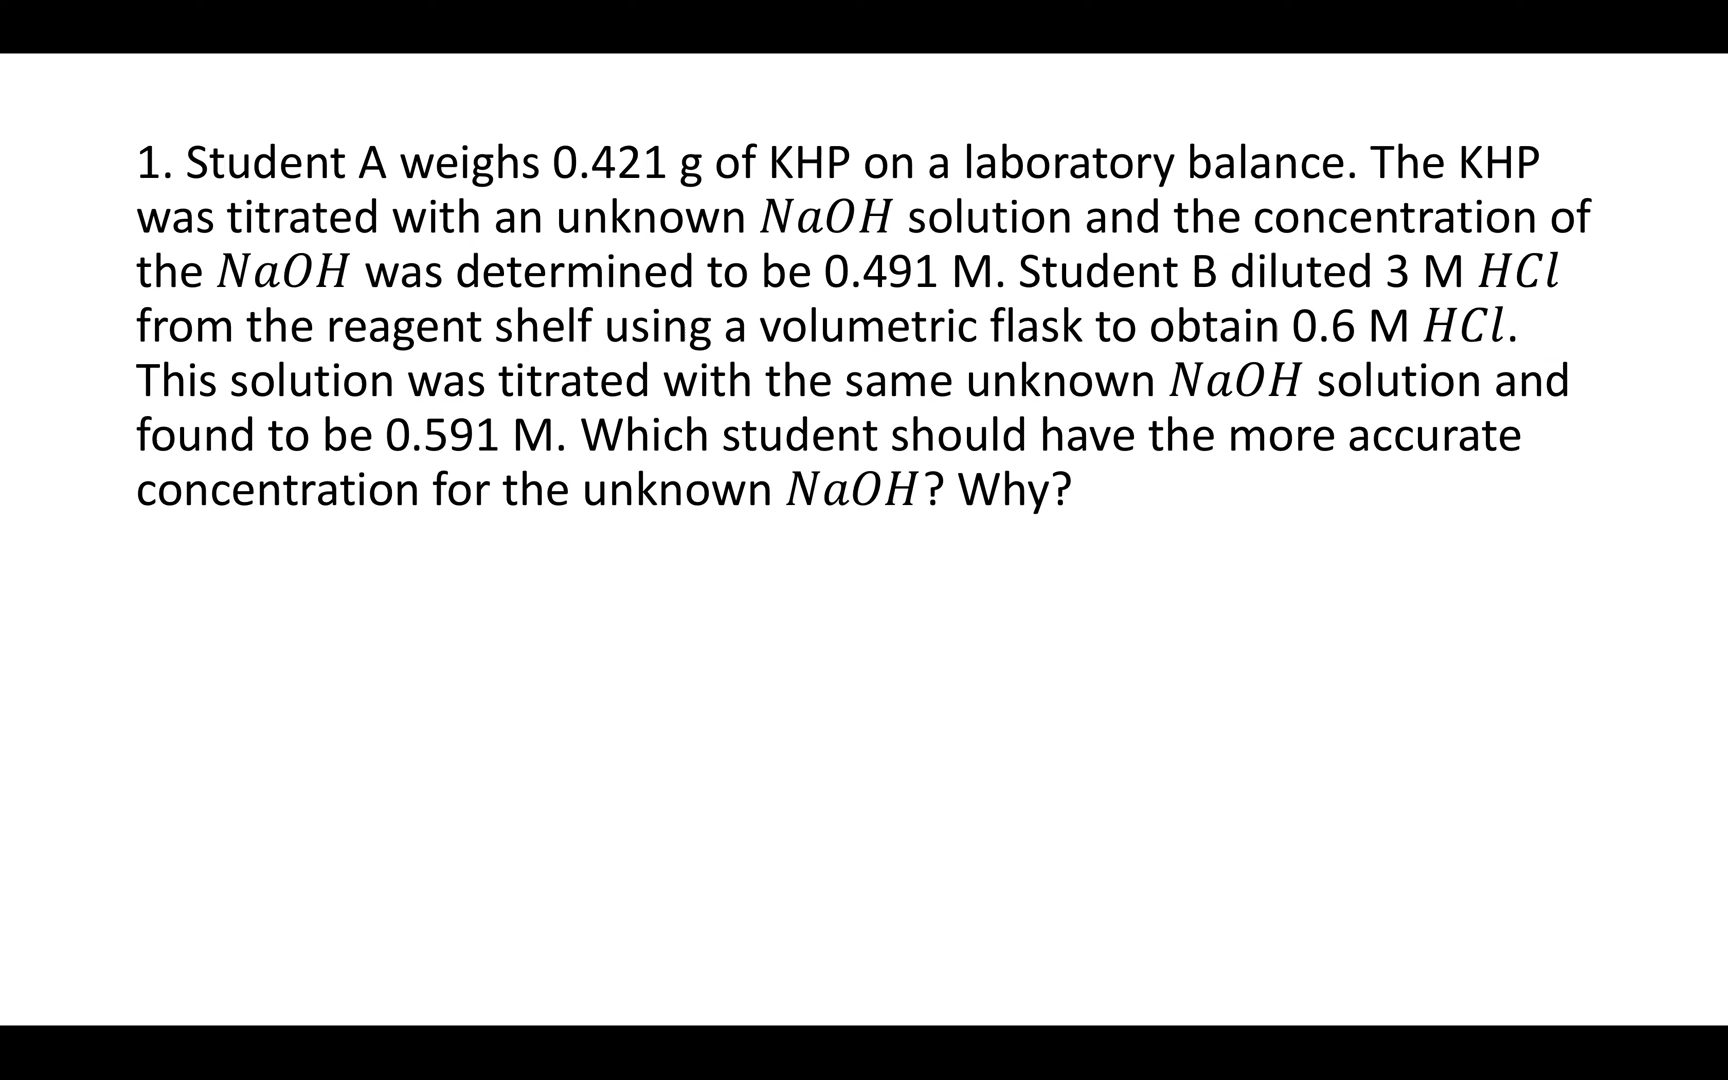 1. Student A weighs 0.421 g of KHP on a laboratory balance. The KHP
was titrated with an unknown NaOH solution and the concentration of
the NaOH was determined to be 0.491 M. Student B diluted 3 M HCl
from the reagent shelf using a volumetric flask to obtain 0.6 M HCl.
This solution was titrated with the same unknown NaOH solution and
found to be 0.591 M. Which student should have the more accurate
concentration for the unknown NaOH? Why?